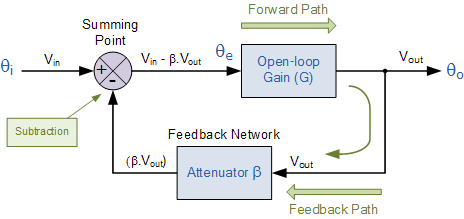 Forward Path
Summing
Point
θi
Vin
+
-
Vin - β.Vout
θe
Open-loop
Gain (G)
Vout
θo
Subtraction
Feedback Network
(β.Vout)
Attenuator β
Vout
Feedback Path